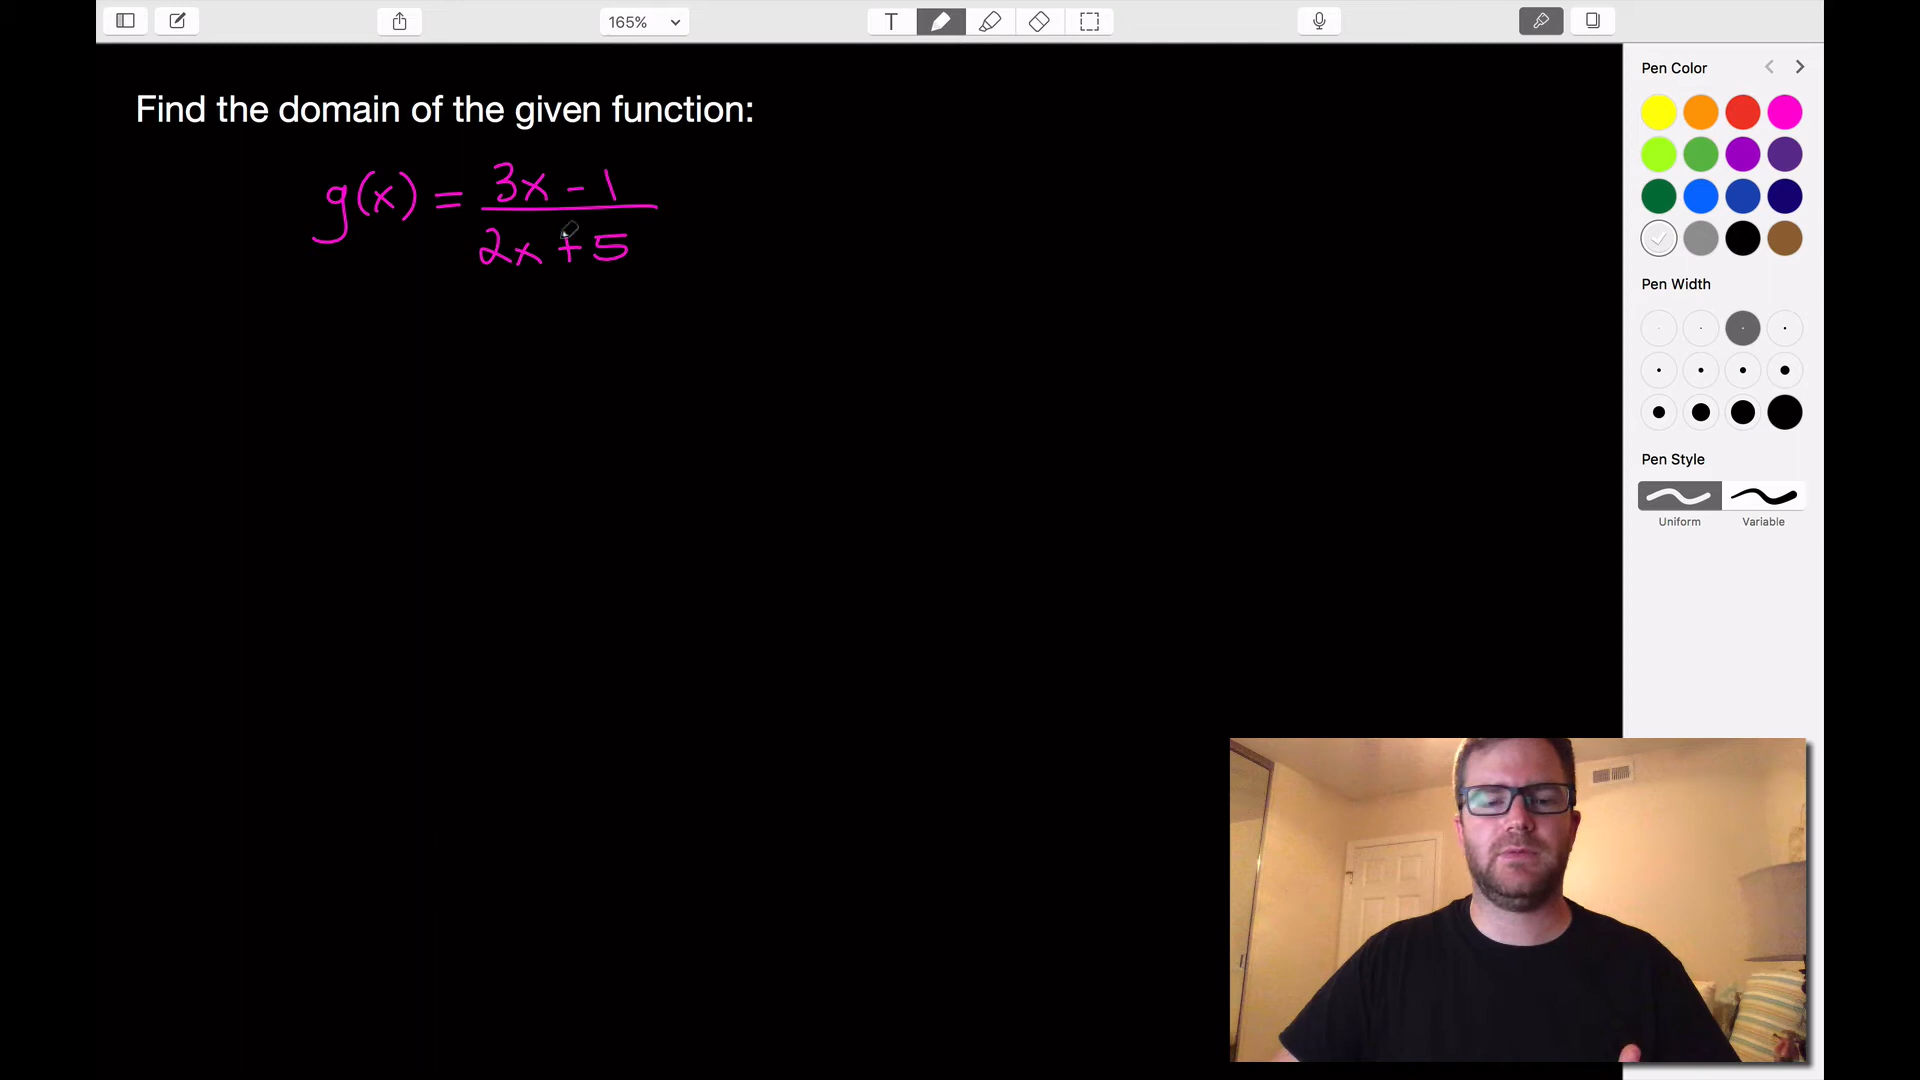 165%
T
Find the domain of the given function:
g(x) = 3x - 1
2x + 5
Pen Color
Pen Width
Pen Style
Uniform Variable